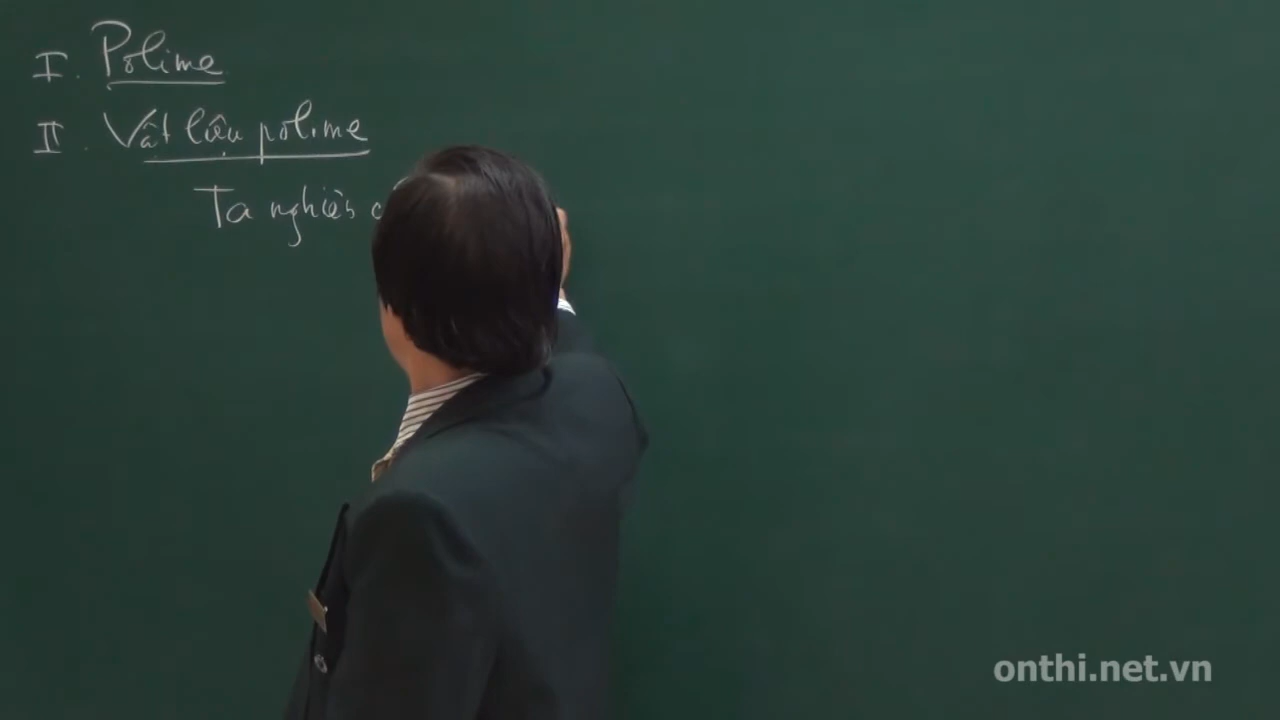 I. Polime
II. Vật liệu polime
Ta nghiên
onthi.net.vn